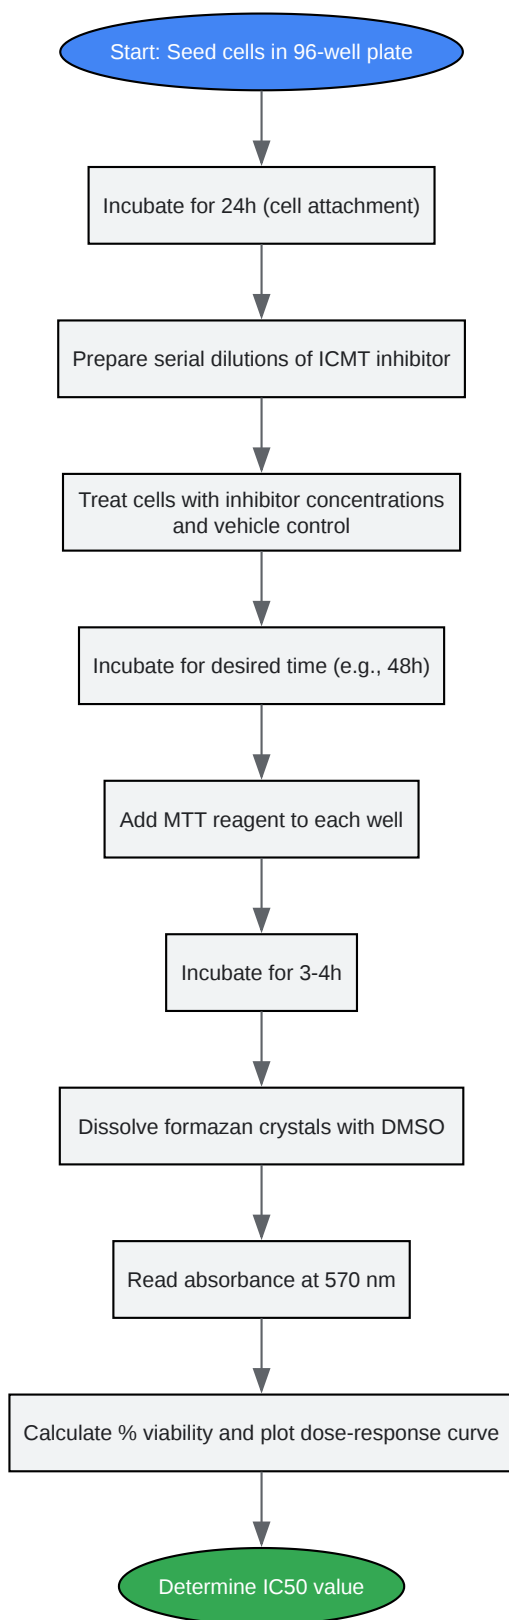 Start: Seed cells in 96-well plate
Incubate for 24h (cell attachment)
Prepare serial dilutions of ICMT inhibitor
Treat cells with inhibitor concentrations
and vehicle control
Incubate for desired time (e.g., 48h)
Add MTT reagent to each well
Incubate for 3-4h
Dissolve formazan crystals with DMSO
Read absorbance at 570 nm
Calculate % viability and plot dose-response curve
Determine IC50 value